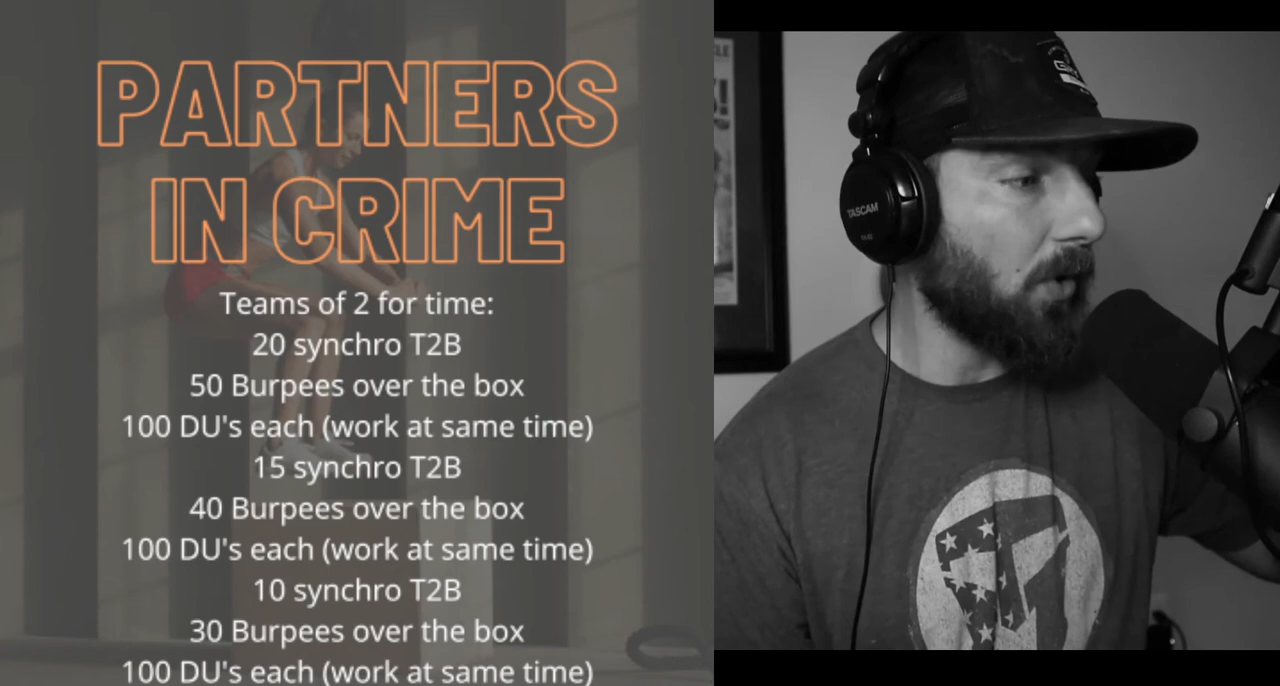 PARTNERS
IN CRIME
Teams of 2 for time:
20 synchro T2B
50 Burpees over the box
100 DU's each (work at same time)
15 synchro T2B
40 Burpees over the box
100 DU's each (work at same time)
10 synchro T2B
30 Burpees over the box
100 DU's each (work at same time)
TASCAM